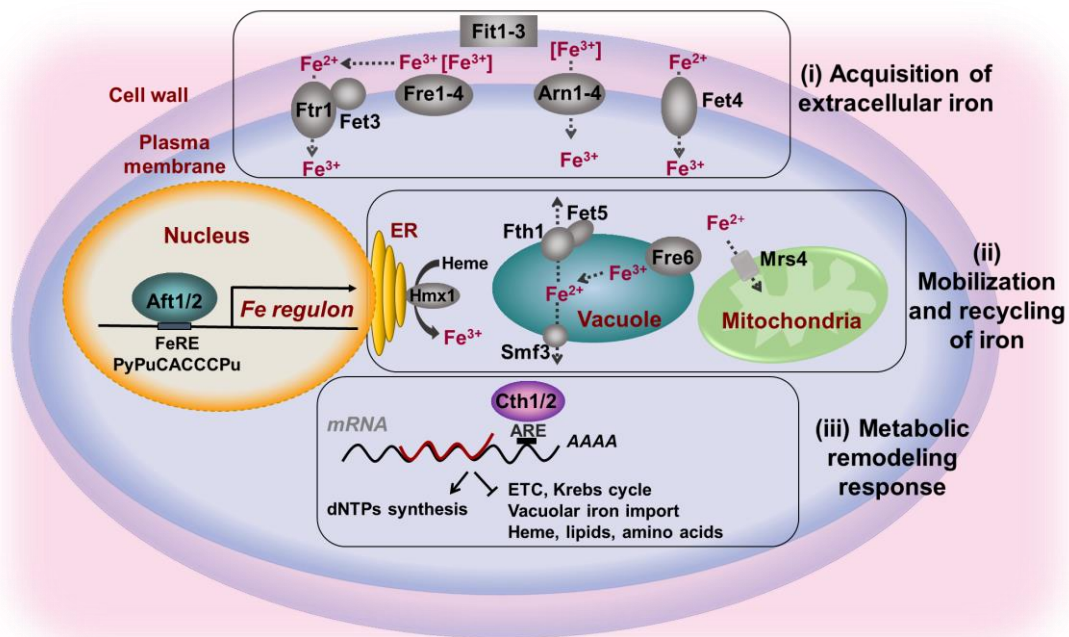 Fit1-3
Fe2+
Fe3+ [Fe3+]
[Fe3+]
Fe2+
(i) Acquisition of
extracellular iron
Cell wall
Ftr1
Fet3
Fre1-4
Arn1-4
Fet4
Plasma
membrane
Fe3+
Fe3+
Fe3+
Nucleus
Aft1/2
Fe regulon
FeRE
PyPuCACCCPu
ER
Heme
Hmx1
Fe3+
Fth1
Fet5
Fre6
Fe3+
Fe2+
Vacuole
Smf3
Fe2+
Mrs4
Mitochondria
(ii)
Mobilization
and recycling
of iron
Cth1/2
mRNA
ARE
AAAA
dNTPs synthesis
ETC, Krebs cycle
Vacuolar iron import
Heme, lipids, amino acids
(iii) Metabolic
remodeling
response